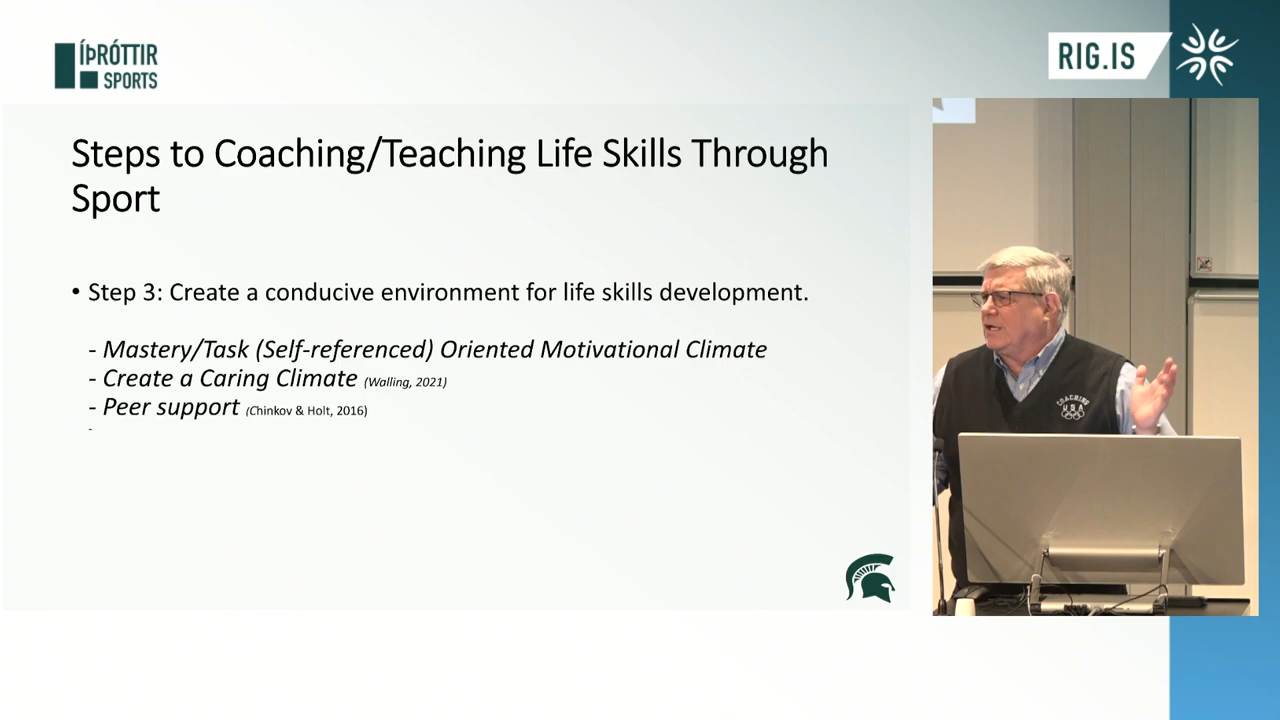 ÍÞRÓTTIR
SPORTS
RIG.IS
Steps to Coaching/Teaching Life Skills Through
Sport
• Step 3: Create a conducive environment for life skills development.
- Mastery/Task (Self-referenced) Oriented Motivational Climate
- Create a Caring Climate (Walling, 2021)
- Peer support (Chinkov & Holt, 2016)
-
COACHING
USA